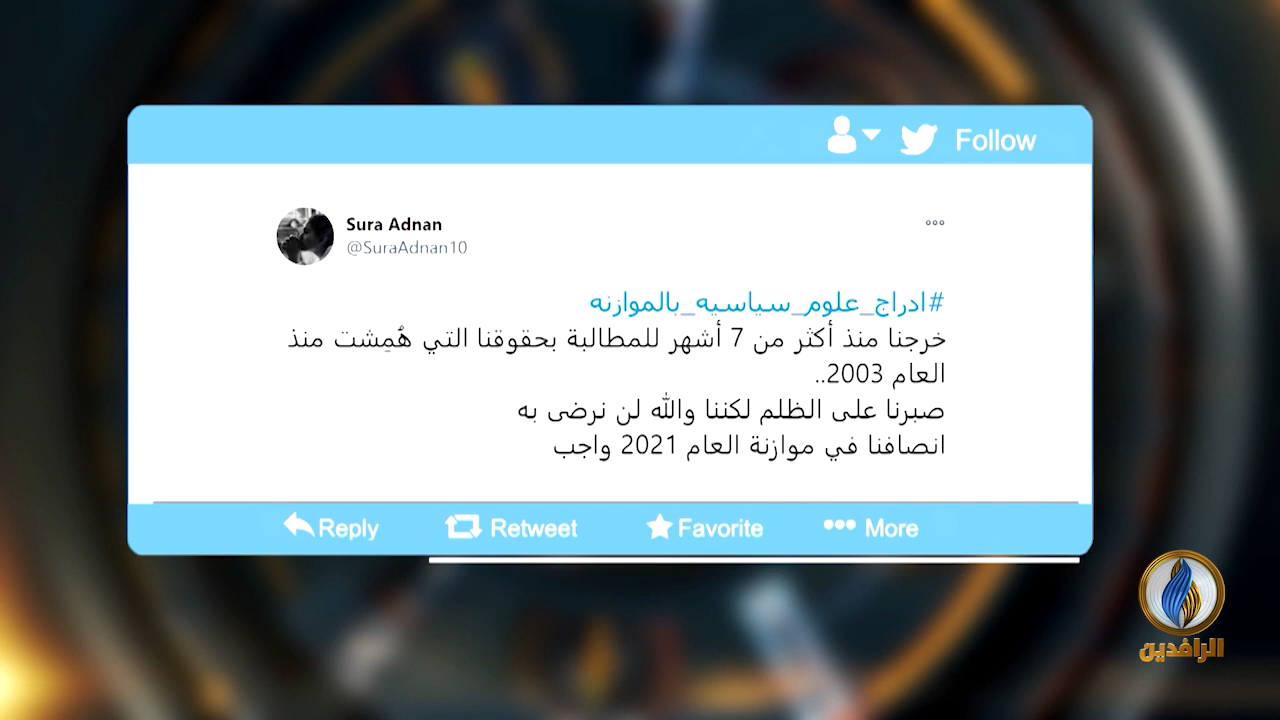 Follow
Sura Adnan
@SuraAdnan10
#ادراج_علوم_سياسيه_بالموازنه
خرجنا منذ أكثر من 7 أشهر للمطالبة بحقوقنا التي هُمِشت منذ
العام 2003..
صبرنا على الظلم لكننا والله لن نرضى به
انصافنا في موازنة العام 2021 واجب
Reply Retweet Favorite More
الرافدين